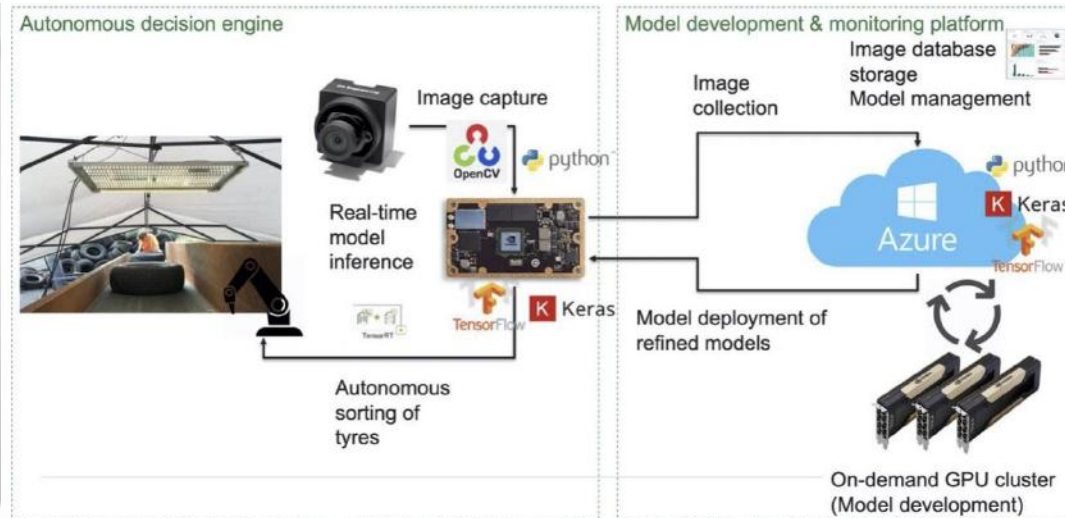 Autonomous decision engine
Image capture
OpenCV
python
Real-time
model
inference
TensorFlow
K Keras
TensorRT
Autonomous
sorting of
tyres
Model development & monitoring platform
Image database
storage
Model management
Image
collection
python
K Keras
Azure
TensorFlow
Model deployment of
refined models
On-demand GPU cluster
(Model development)